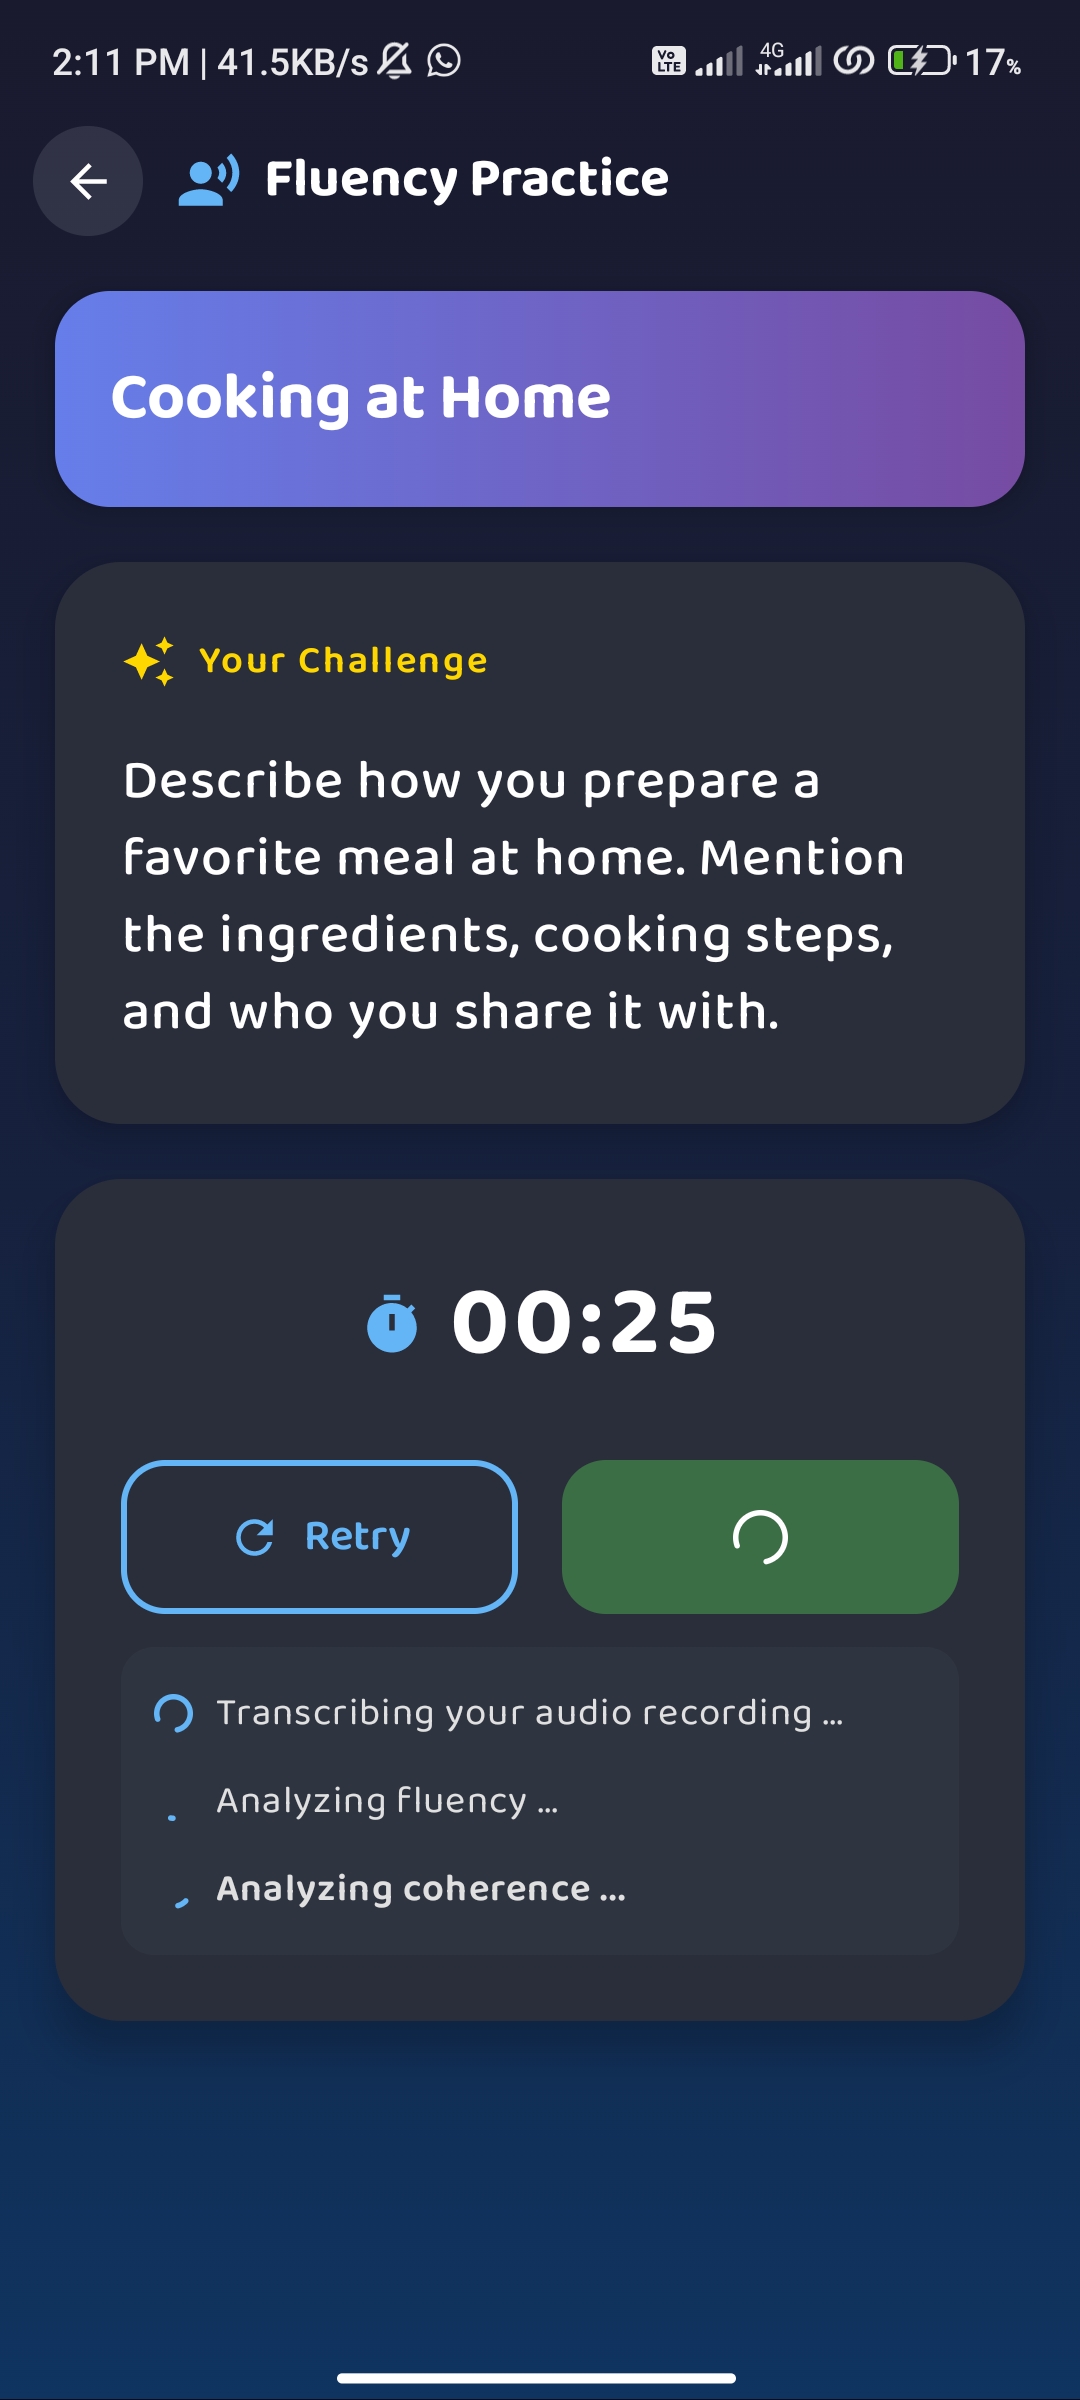 2:11 PM | 41.5KB/s
Vo LTE 4G 17%
Fluency Practice
Cooking at Home
Your Challenge
Describe how you prepare a
favorite meal at home. Mention
the ingredients, cooking steps,
and who you share it with.
00:25
Retry
Transcribing your audio recording ...
Analyzing fluency ...
Analyzing coherence ...